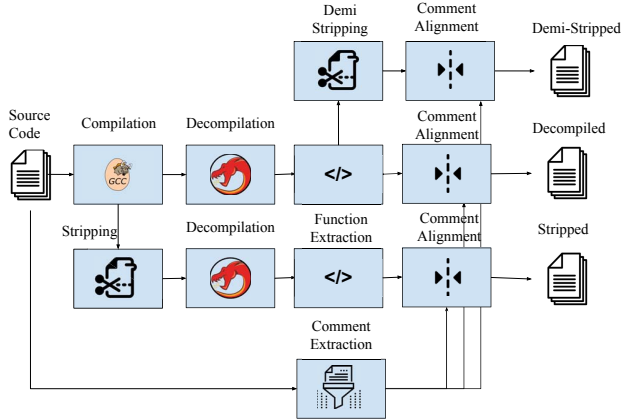 Demi
Stripping
Comment
Alignment
Demi-Stripped
Source
Code
Compilation
Decompilation
Comment
Alignment
Decompiled
GCC
</>
Stripping
Decompilation
Function
Extraction
Comment
Alignment
Stripped
</>
Comment
Extraction